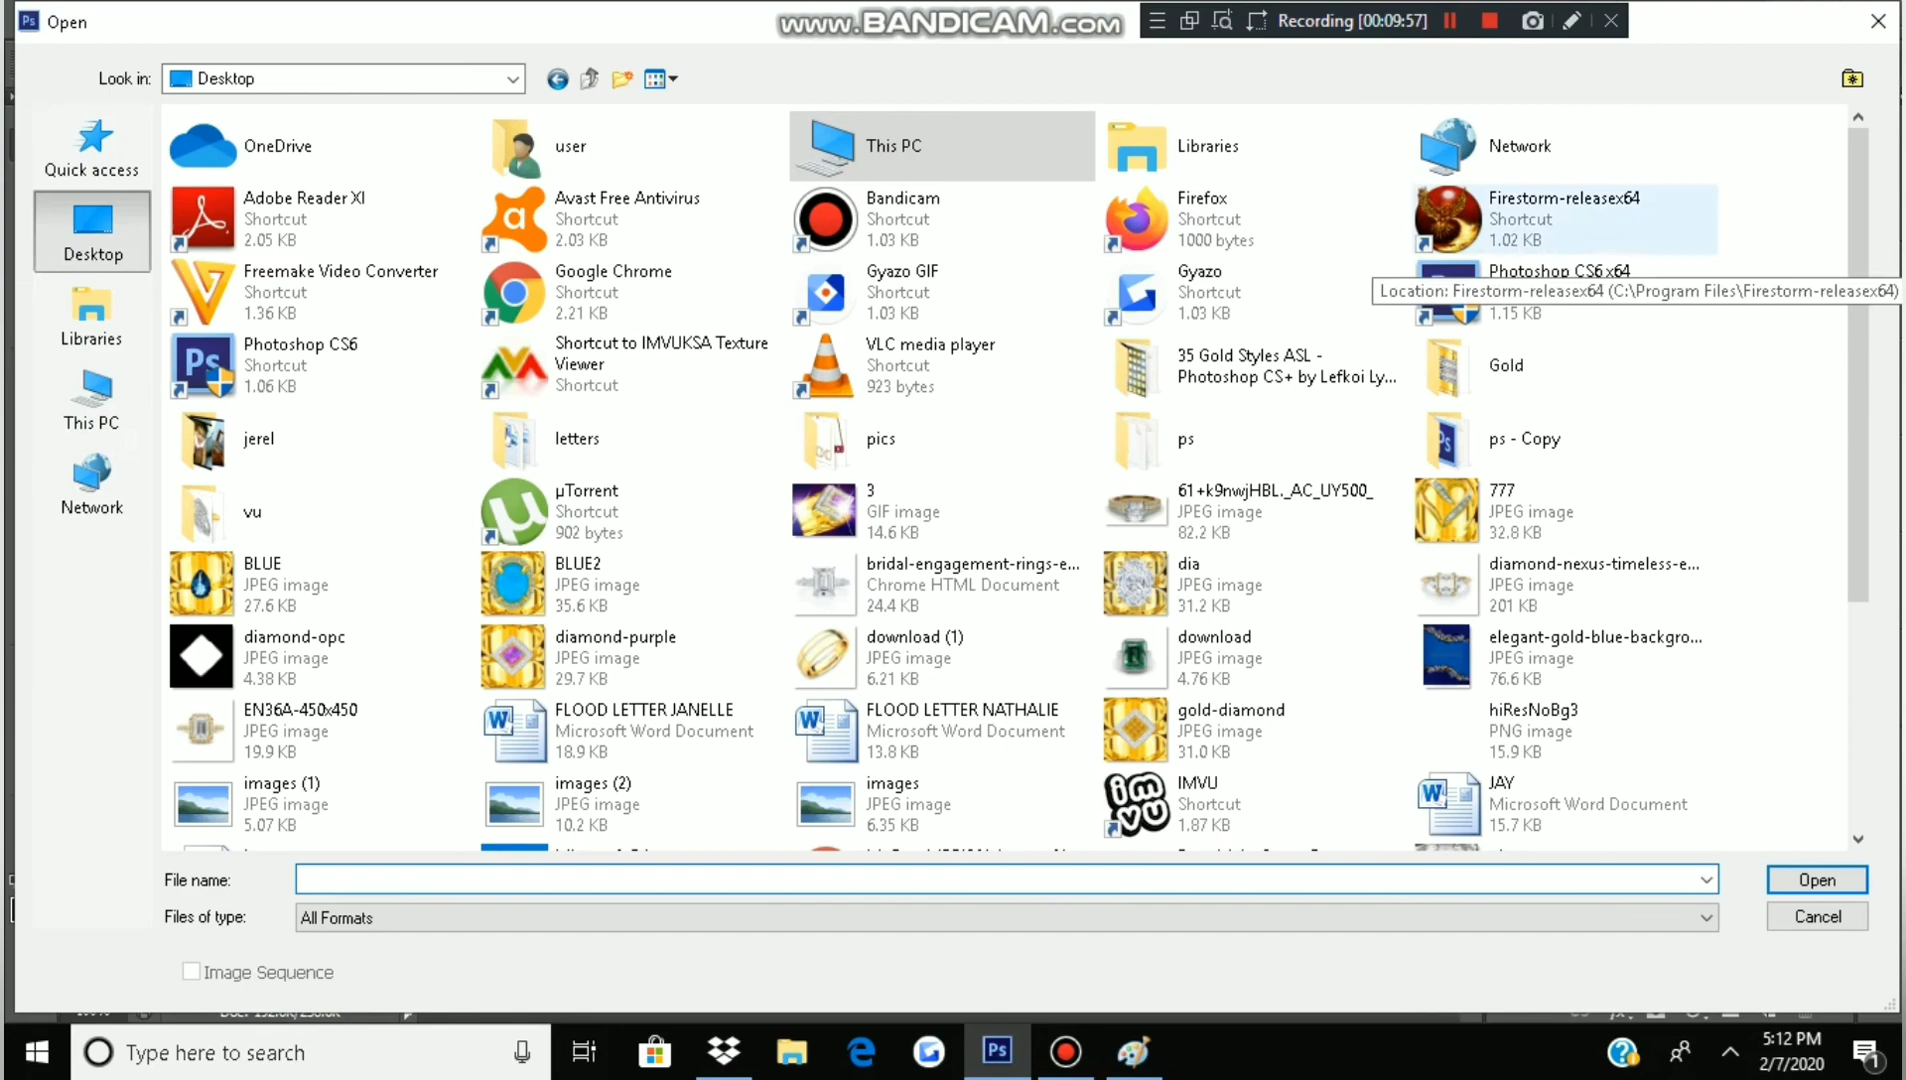 Ps Open
www.BANDICAM.com
Recording [00:09:57]
Look in:
Desktop
Quick access
Desktop
Libraries
This PC
Network
OneDrive
user
This PC
Libraries
Network
Adobe Reader XI
Shortcut
2.05 KB
Avast Free Antivirus
Shortcut
2.03 KB
Bandicam
Shortcut
1.03 KB
Firefox
Shortcut
1000 bytes
Firestorm-releasex64
Shortcut
1.02 KB
Freemake Video Converter
Shortcut
1.36 KB
Google Chrome
Shortcut
2.21 KB
Gyazo GIF
Shortcut
1.03 KB
Gyazo
Shortcut
1.03 KB
Photoshop CS6 x64
Location: Firestorm-releasex64 (C:\Program Files\Firestorm-releasex64)
1.15 KB
Ps
Photoshop CS6
Shortcut
1.06 KB
Shortcut to IMVUKSA Texture
Viewer
Shortcut
VLC media player
Shortcut
923 bytes
35 Gold Styles ASL -
Photoshop CS+ by Lefkoi Ly...
Gold
jerel
letters
pics
ps
ps - Copy
vu
µTorrent
Shortcut
902 bytes
3
GIF image
14.6 KB
61+k9nwjHBL._AC_UY500_
JPEG image
82.2 KB
777
JPEG image
32.8 KB
BLUE
JPEG image
27.6 KB
BLUE2
JPEG image
35.6 KB
bridal-engagement-rings-e...
Chrome HTML Document
24.4 KB
dia
JPEG image
31.2 KB
diamond-nexus-timeless-e...
JPEG image
201 KB
diamond-opc
JPEG image
4.38 KB
diamond-purple
JPEG image
29.7 KB
download (1)
JPEG image
6.21 KB
download
JPEG image
4.76 KB
elegant-gold-blue-backgro...
JPEG image
76.6 KB
EN36A-450x450
JPEG image
19.9 KB
FLOOD LETTER JANELLE
Microsoft Word Document
18.9 KB
FLOOD LETTER NATHALIE
Microsoft Word Document
13.8 KB
gold-diamond
JPEG image
31.0 KB
hiResNoBg3
PNG image
15.9 KB
images (1)
JPEG image
5.07 KB
images (2)
JPEG image
10.2 KB
images
JPEG image
6.35 KB
imvu
IMVU
Shortcut
1.87 KB
JAY
Microsoft Word Document
15.7 KB
File name:
Open
Files of type:
All Formats
Cancel
Image Sequence
Type here to search
Ps
5:12 PM
2/7/2020
1